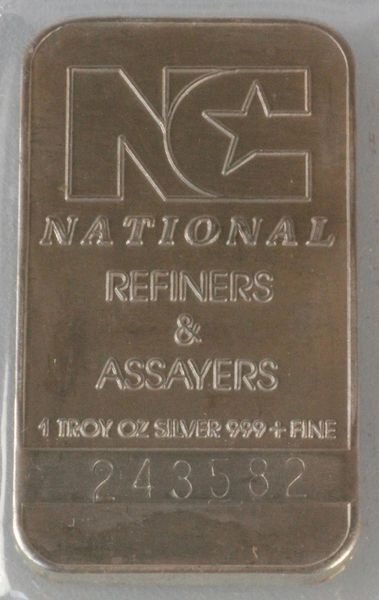 NC
NATIONAL
REFINERS
&
ASSAYERS
1 TROY OZ SILVER 999+ FINE
243582